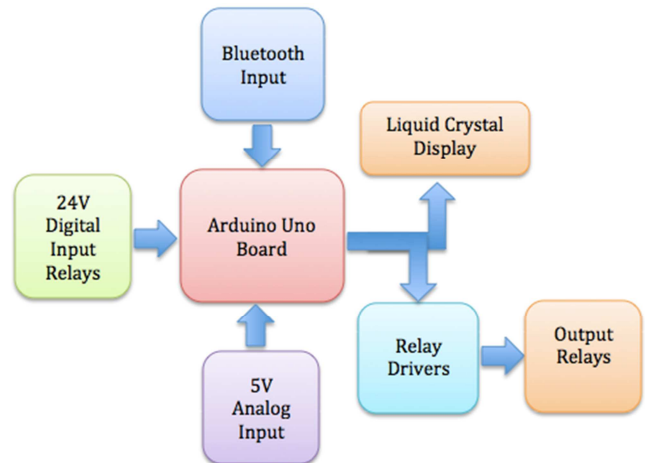 Bluetooth
Input
Liquid Crystal
Display
24V
Digital
Input
Relays
Arduino Uno
Board
Relay
Drivers
Output
Relays
5V
Analog
Input